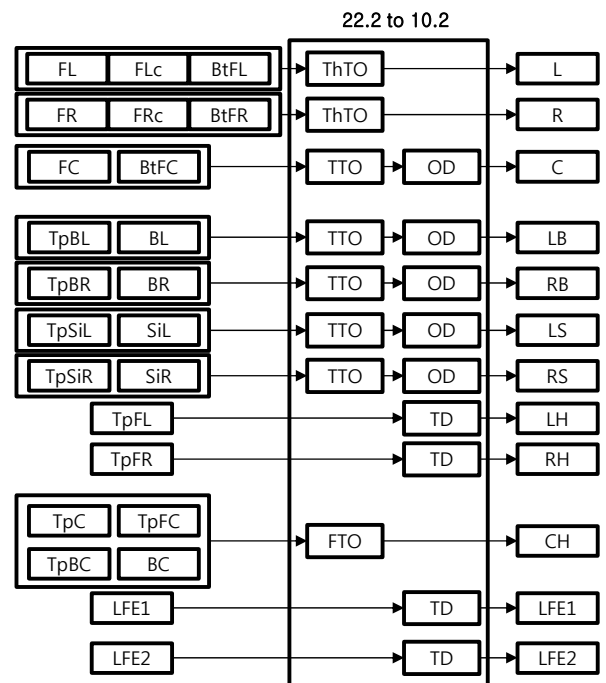 22.2 to 10.2
FL FLc BtFL ThTO L
FR FRc BtFR ThTO R
FC BtFC TTO OD C
TpBL BL TTO OD LB
TpBR BR TTO OD RB
TpSiL SiL TTO OD LS
TpSiR SiR TTO OD RS
TpFL TD LH
TpFR TD RH
TpC TpFC
FTO CH
TpBC BC
LFE1 TD LFE1
LFE2 TD LFE2